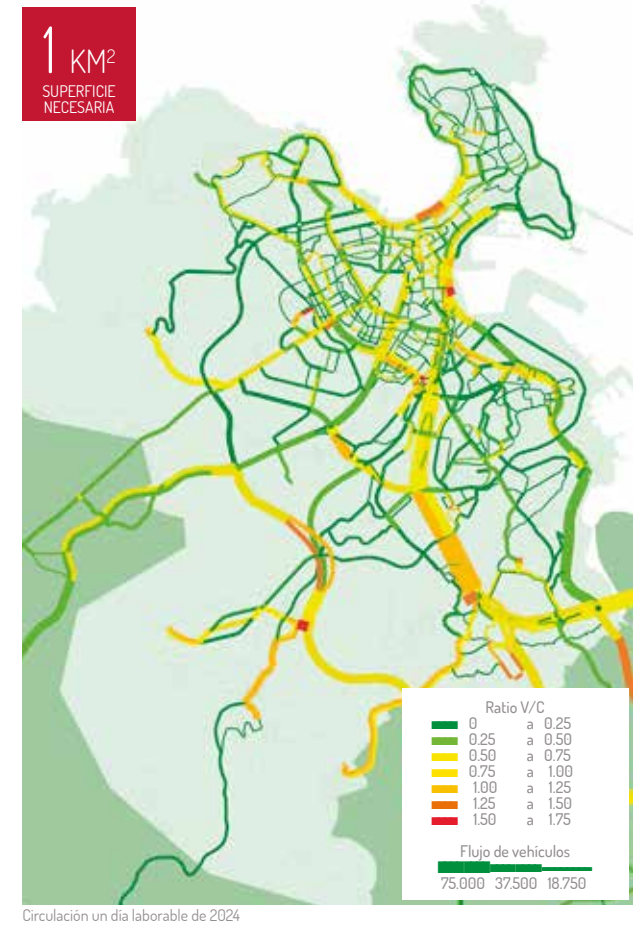 1 KM²
SUPERFICIE
NECESARIA
Ratio V/C
0 a 0.25
0.25 a 0.50
0.50 a 0.75
0.75 a 1.00
1.00 a 1.25
1.25 a 1.50
1.50 a 1.75
Flujo de vehículos
75.000 37.500 18.750
Circulación un día laborable de 2024